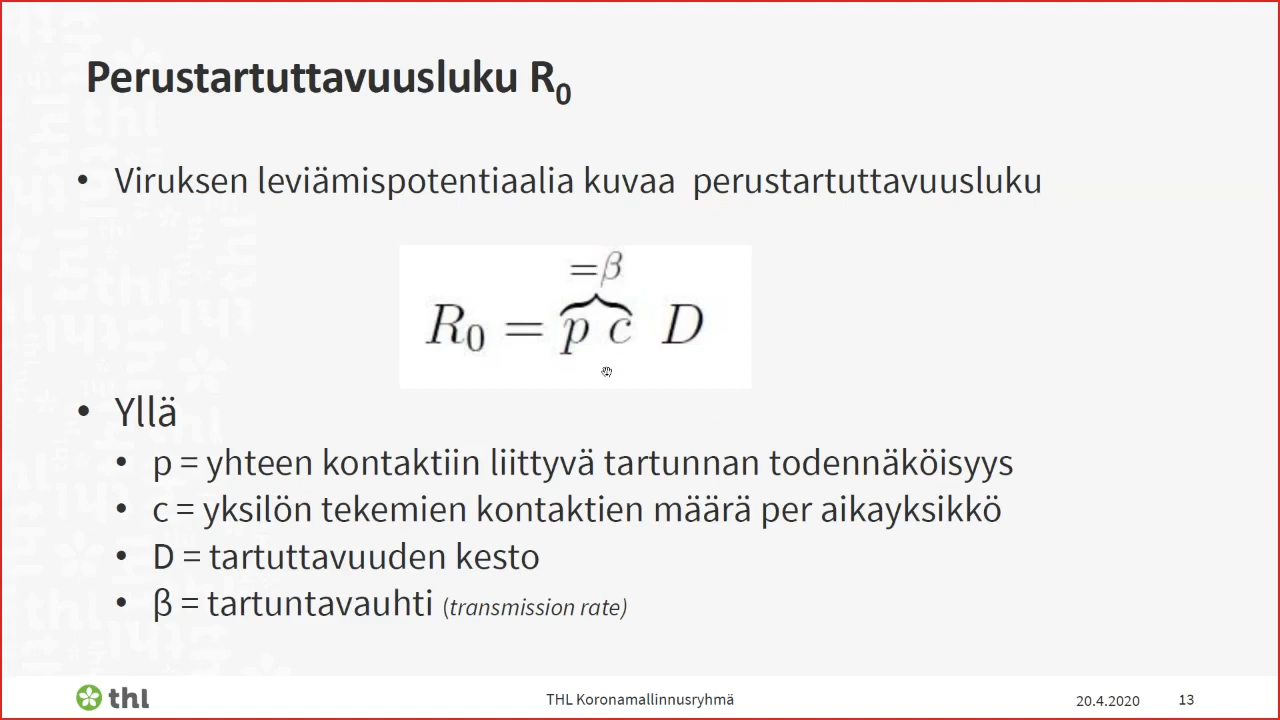 Perustartuttavuusluku R₀
• Viruksen leviämispotentiaalia kuvaa perustartuttavuusluku
=β
R₀ = p c D
• Yllä
• p = yhteen kontaktiin liittyvä tartunnan todennäköisyys
• c = yksilön tekemien kontaktien määrä per aikayksikkö
• D = tartuttavuuden kesto
• β = tartuntavauhti (transmission rate)
thl THL Koronamallinnusryhmä 20.4.2020 13